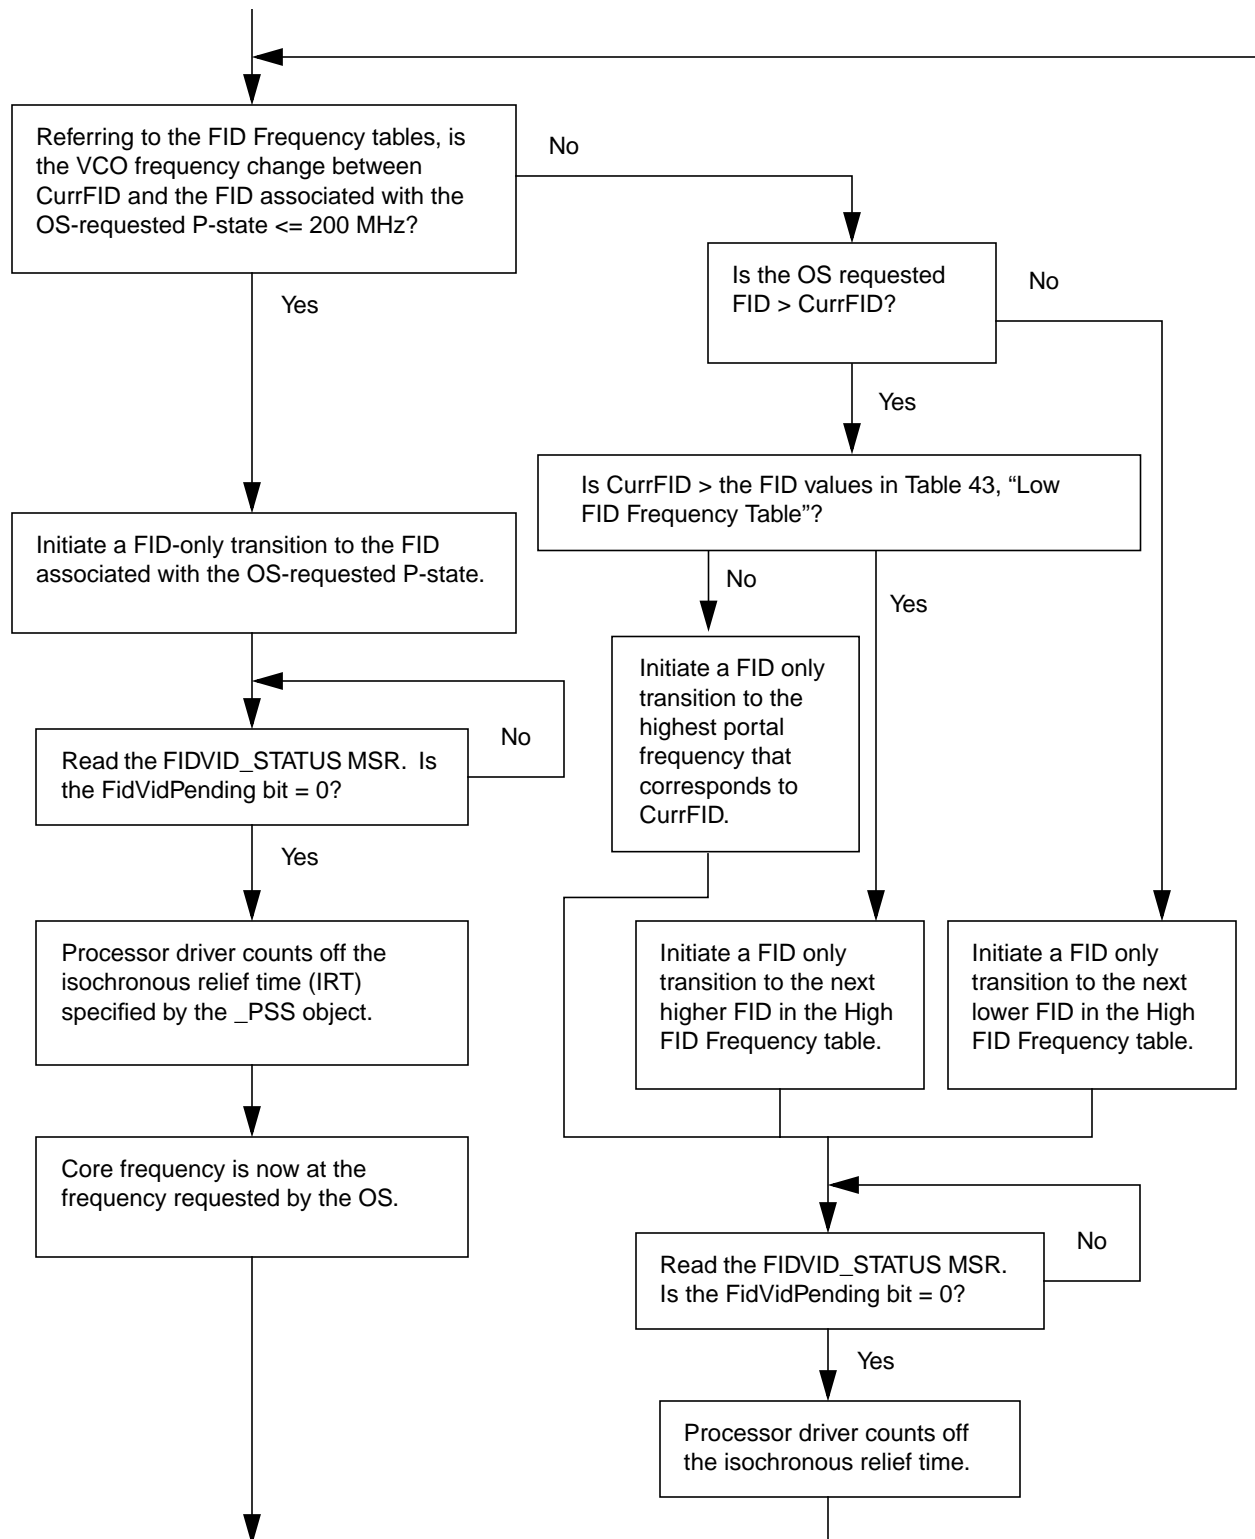 Referring to the FID Frequency tables, is
the VCO frequency change between
CurrFID and the FID associated with the
OS-requested P-state <= 200 MHz?
No
Yes
Is the OS requested
FID > CurrFID?
No
Yes
Is CurrFID > the FID values in Table 43, “Low
FID Frequency Table”?
No
Yes
Initiate a FID-only transition to the FID
associated with the OS-requested P-state.
Initiate a FID only
transition to the
highest portal
frequency that
corresponds to
CurrFID.
Read the FIDVID_STATUS MSR.  Is
the FidVidPending bit = 0?
No
Yes
Processor driver counts off the
isochronous relief time (IRT)
specified by the _PSS object.
Initiate a FID only
transition to the next
higher FID in the High
FID Frequency table.
Initiate a FID only
transition to the next
lower FID in the High
FID Frequency table.
Core frequency is now at the
frequency requested by the OS.
Read the FIDVID_STATUS MSR.
Is the FidVidPending bit = 0?
No
Yes
Processor driver counts off
the isochronous relief time.